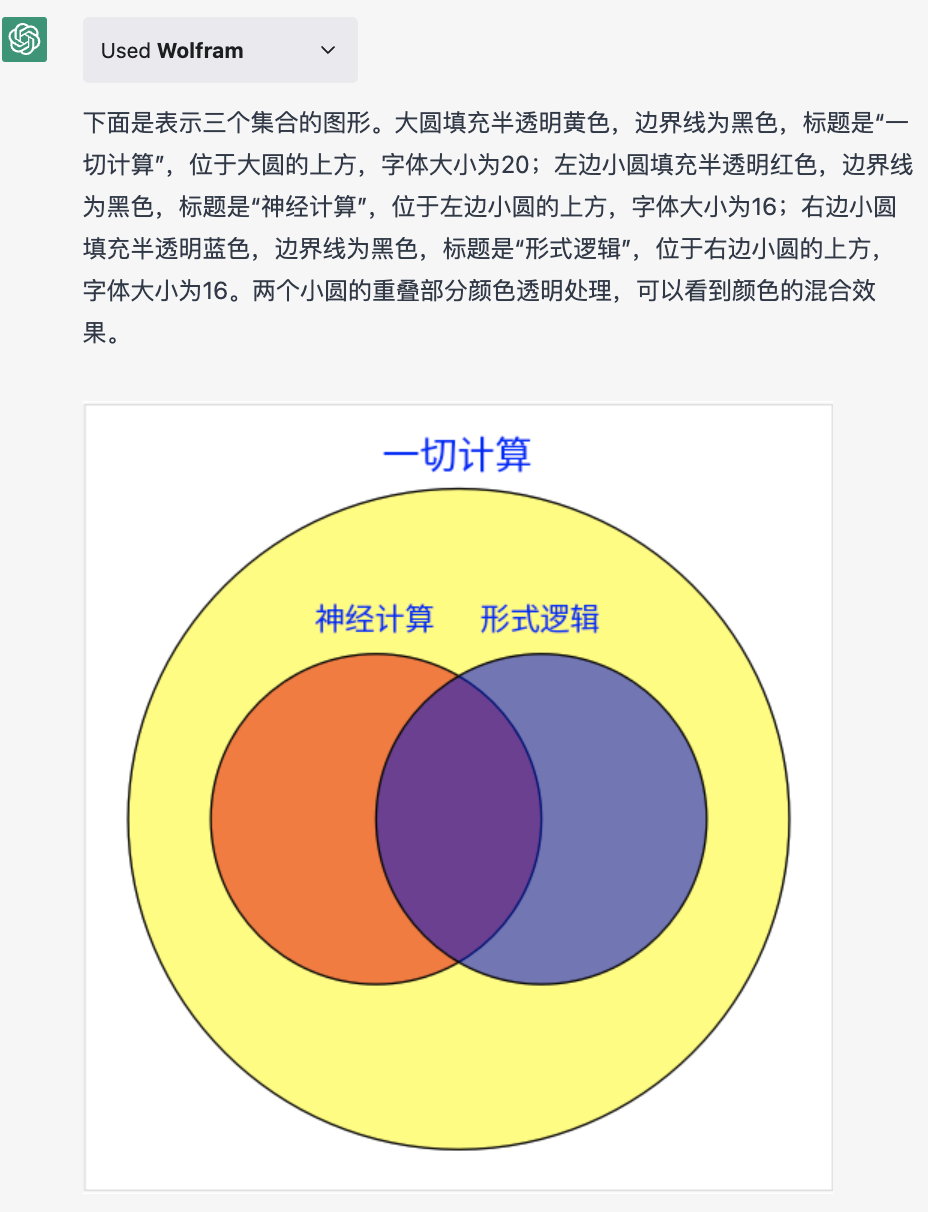 Used Wolfram
下面是表示三个集合的图形。大圆填充半透明黄色，边界线为黑色，标题是“一
切计算”，位于大圆的上方，字体大小为20；左边小圆填充半透明红色，边界线
为黑色，标题是“神经计算”，位于左边小圆的上方，字体大小为16；右边小圆
填充半透明蓝色，边界线为黑色，标题是“形式逻辑”，位于右边小圆的上方，
字体大小为16。两个小圆的重叠部分颜色透明处理，可以看到颜色的混合效
果。
一切计算
神经计算 形式逻辑